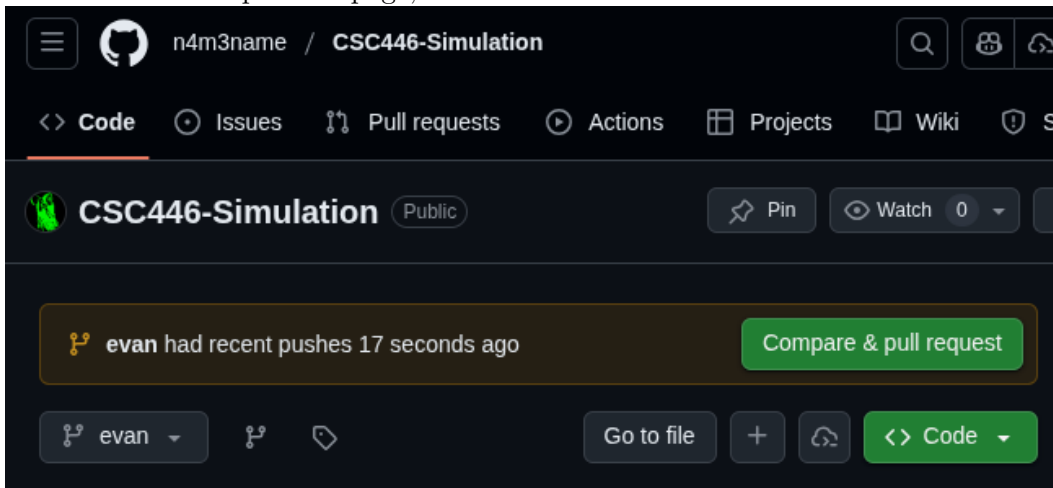 n4m3name / CSC446-Simulation
Code Issues Pull requests Actions Projects Wiki
CSC446-Simulation Public Pin Watch 0
evan had recent pushes 17 seconds ago Compare & pull request
evan Go to file Code